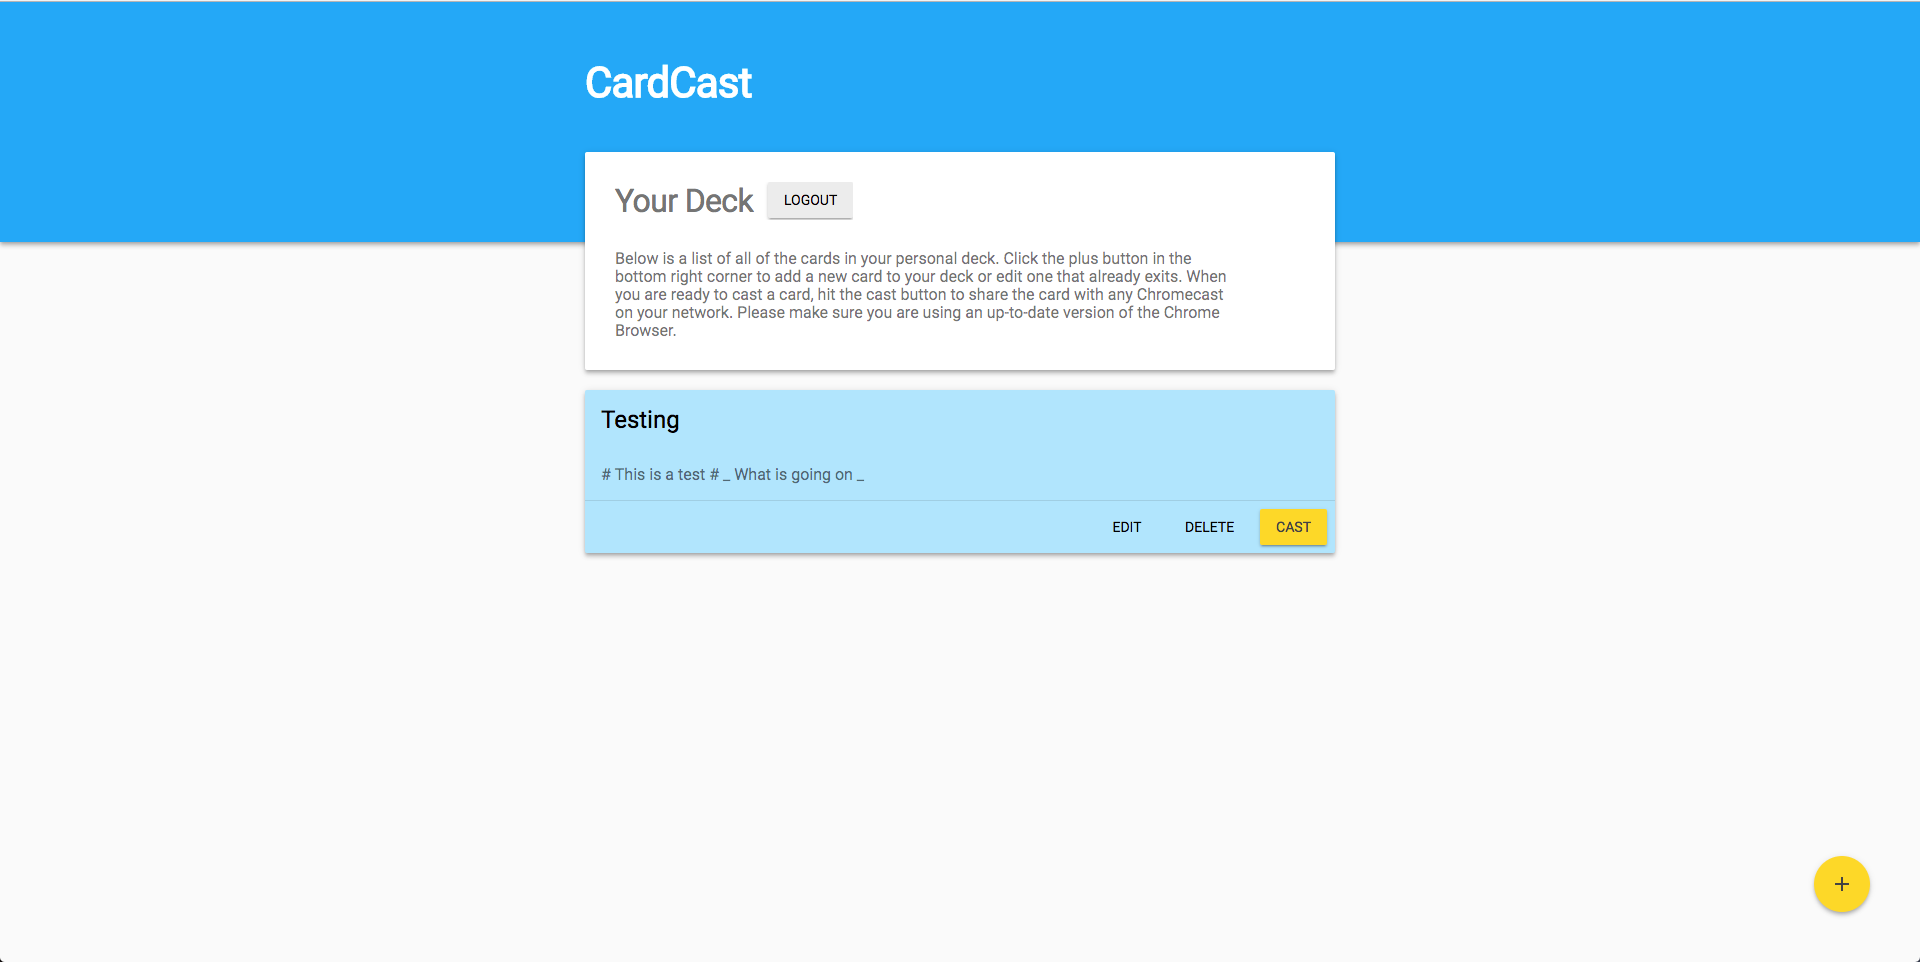 CardCast
Your Deck LOGOUT
Below is a list of all of the cards in your personal deck. Click the plus button in the
bottom right corner to add a new card to your deck or edit one that already exits. When
you are ready to cast a card, hit the cast button to share the card with any Chromecast
on your network. Please make sure you are using an up-to-date version of the Chrome
Browser.
Testing
# This is a test # _ What is going on _
EDIT DELETE CAST
+